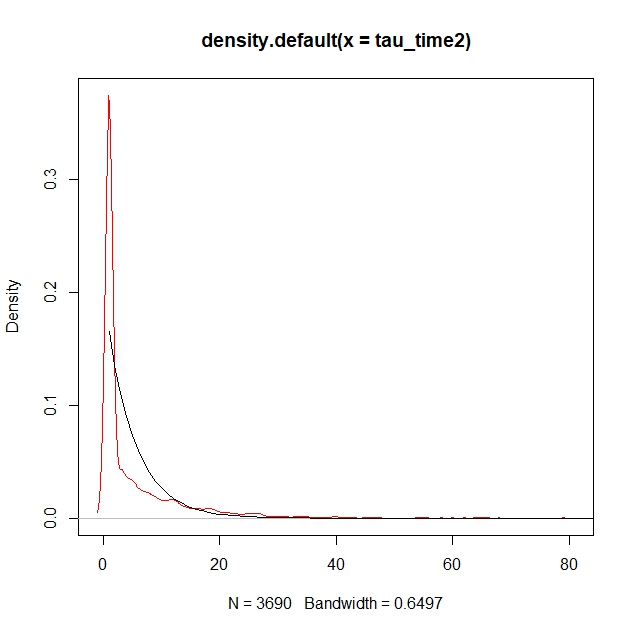 density.default(x = tau_time2)
Density
0.0
0.1
0.2
0.3
0 20 40 60 80
N = 3690 Bandwidth = 0.6497